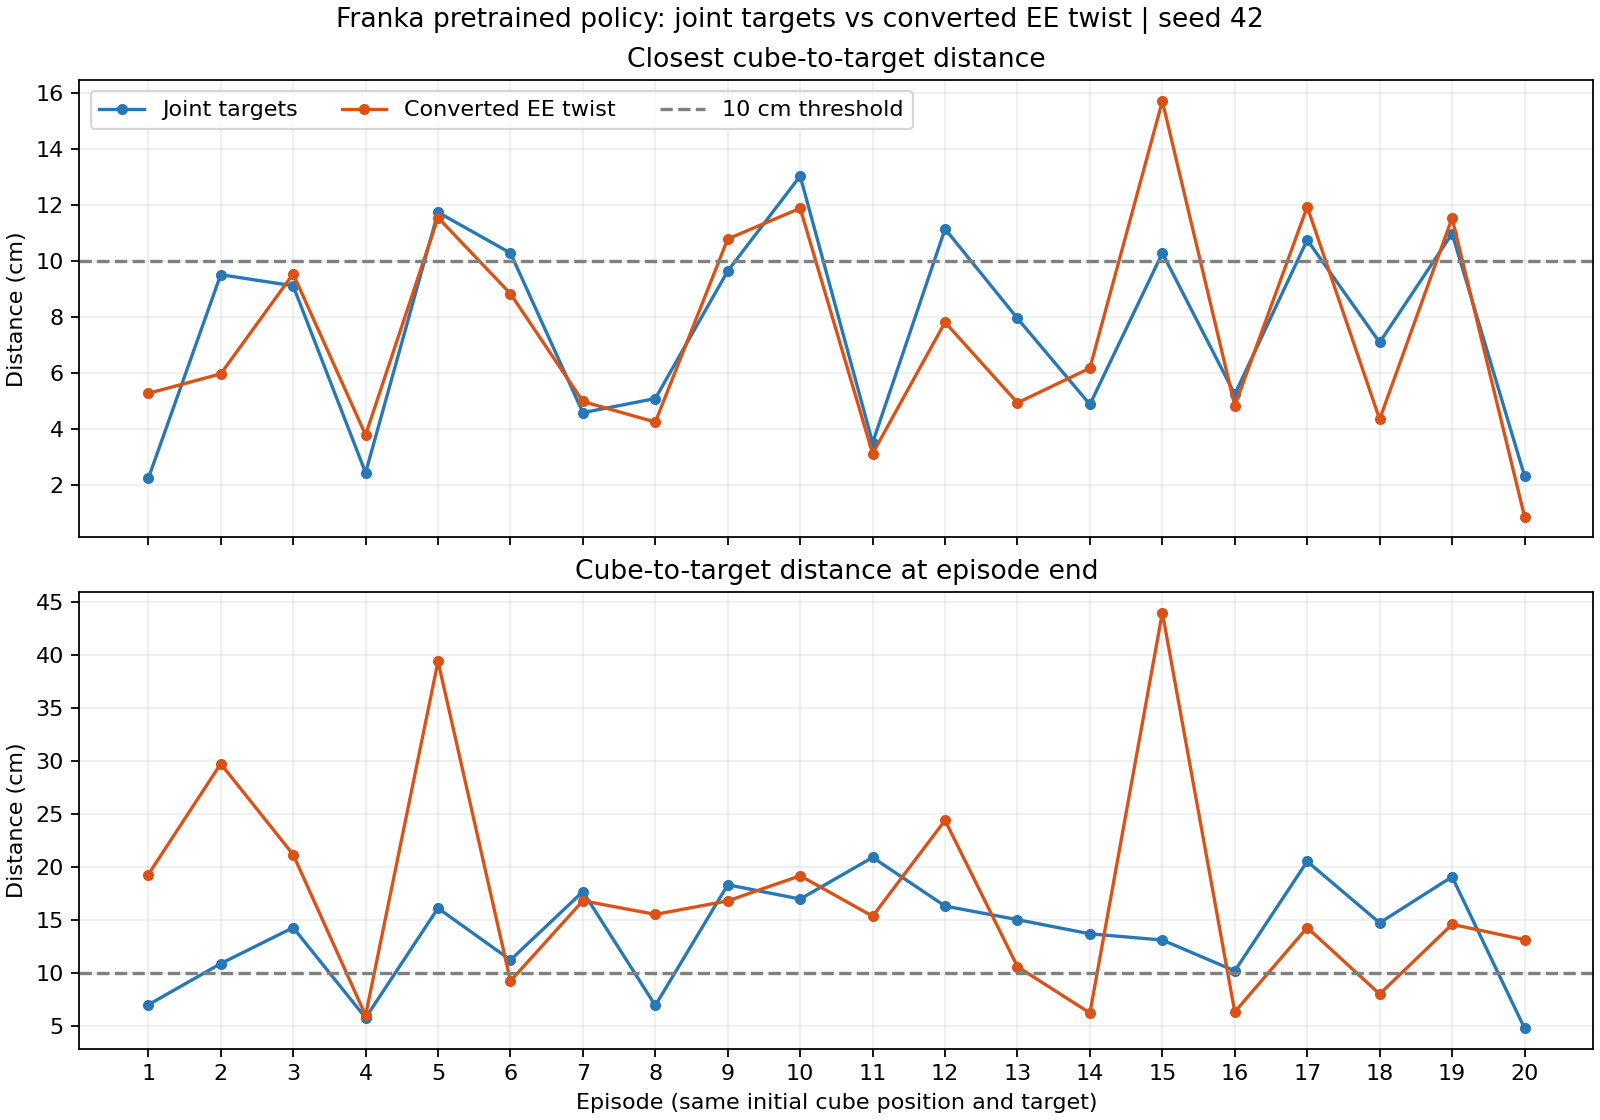 Franka pretrained policy: joint targets vs converted EE twist | seed 42
Closest cube-to-target distance
Joint targets
Converted EE twist
10 cm threshold
Distance (cm)
16
14
12
10
8
6
4
2
Cube-to-target distance at episode end
Distance (cm)
45
40
35
30
25
20
15
10
5
1 2 3 4 5 6 7 8 9 10 11 12 13 14 15 16 17 18 19 20
Episode (same initial cube position and target)